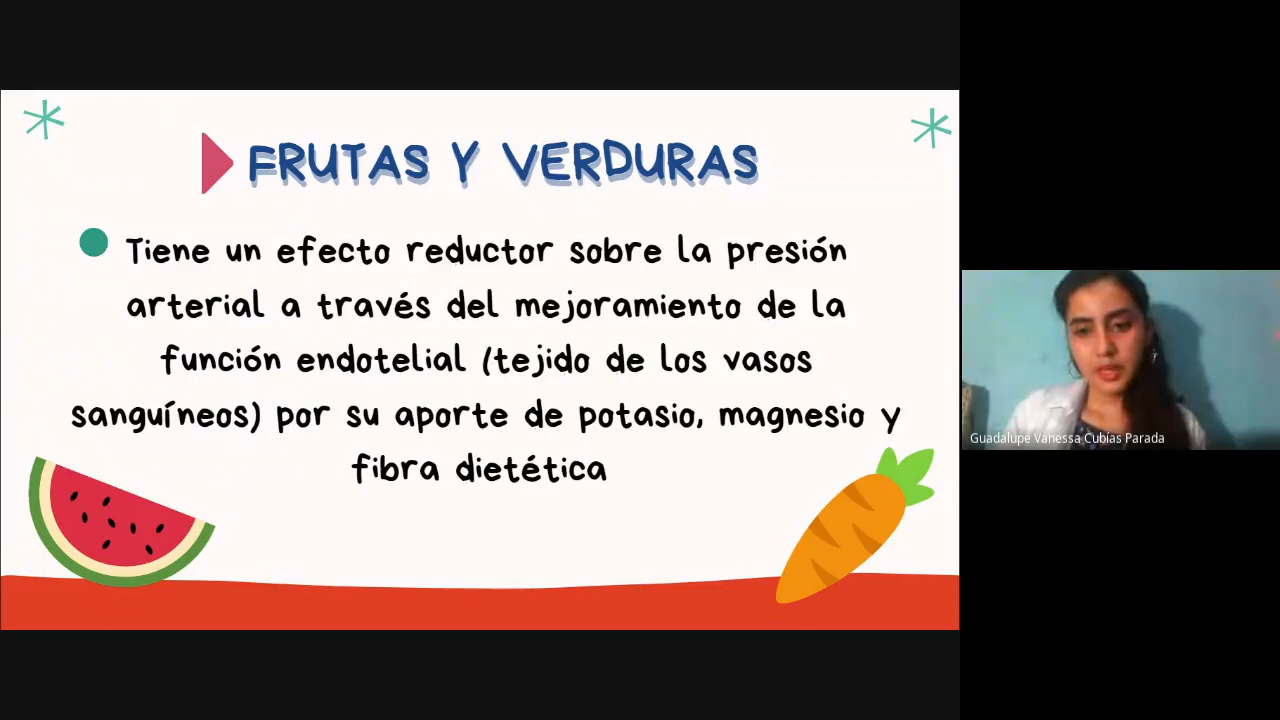 FRUTAS Y VERDURAS
Tiene un efecto reductor sobre la presión
arterial a través del mejoramiento de la
función endotelial (tejido de los vasos
sanguíneos) por su aporte de potasio, magnesio y
fibra dietética
Guadalupe Vanessa Cubías Parada